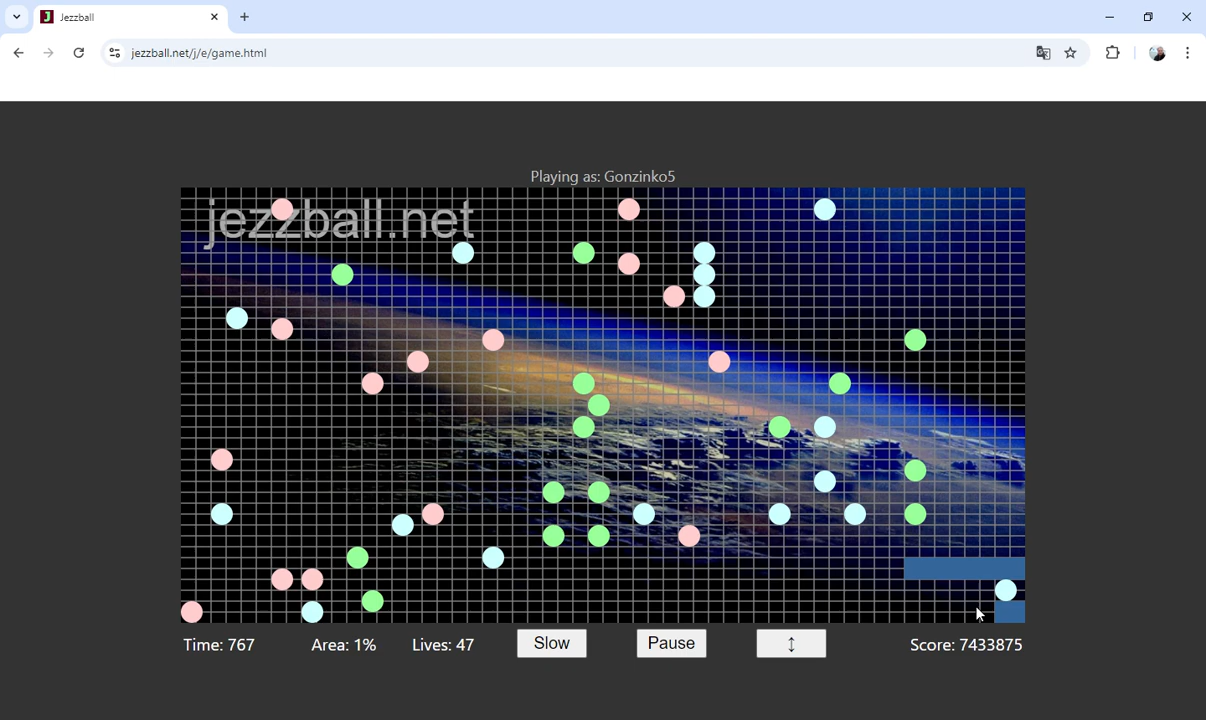 Jezzball
jezzball.net/j/e/game.html
Playing as: Gonzinko5
jezzball.net
Time: 767 Area: 1% Lives: 47 Slow Pause ↕ Score: 7433875